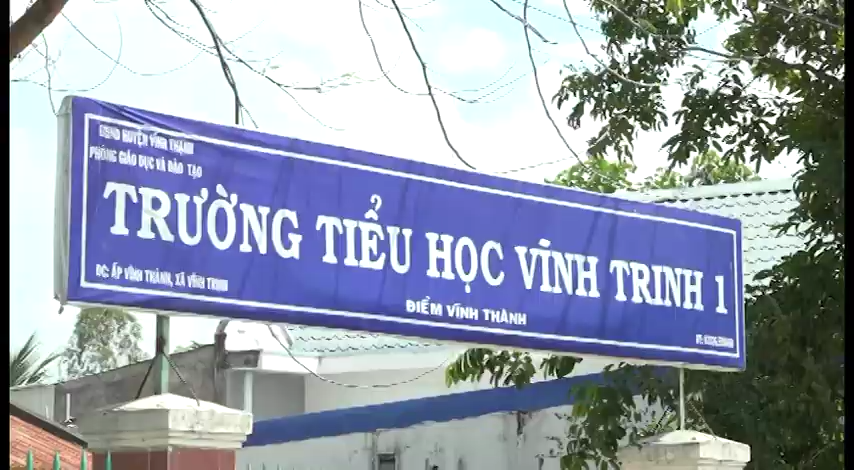 UBND HUYỆN VĨNH THẠNH
PHÒNG GIÁO DỤC VÀ ĐÀO TẠO
TRƯỜNG TIỂU HỌC VĨNH TRINH 1
ĐC: ẤP VĨNH THÀNH, XÃ VĨNH TRINH
ĐIỂM VĨNH THÀNH